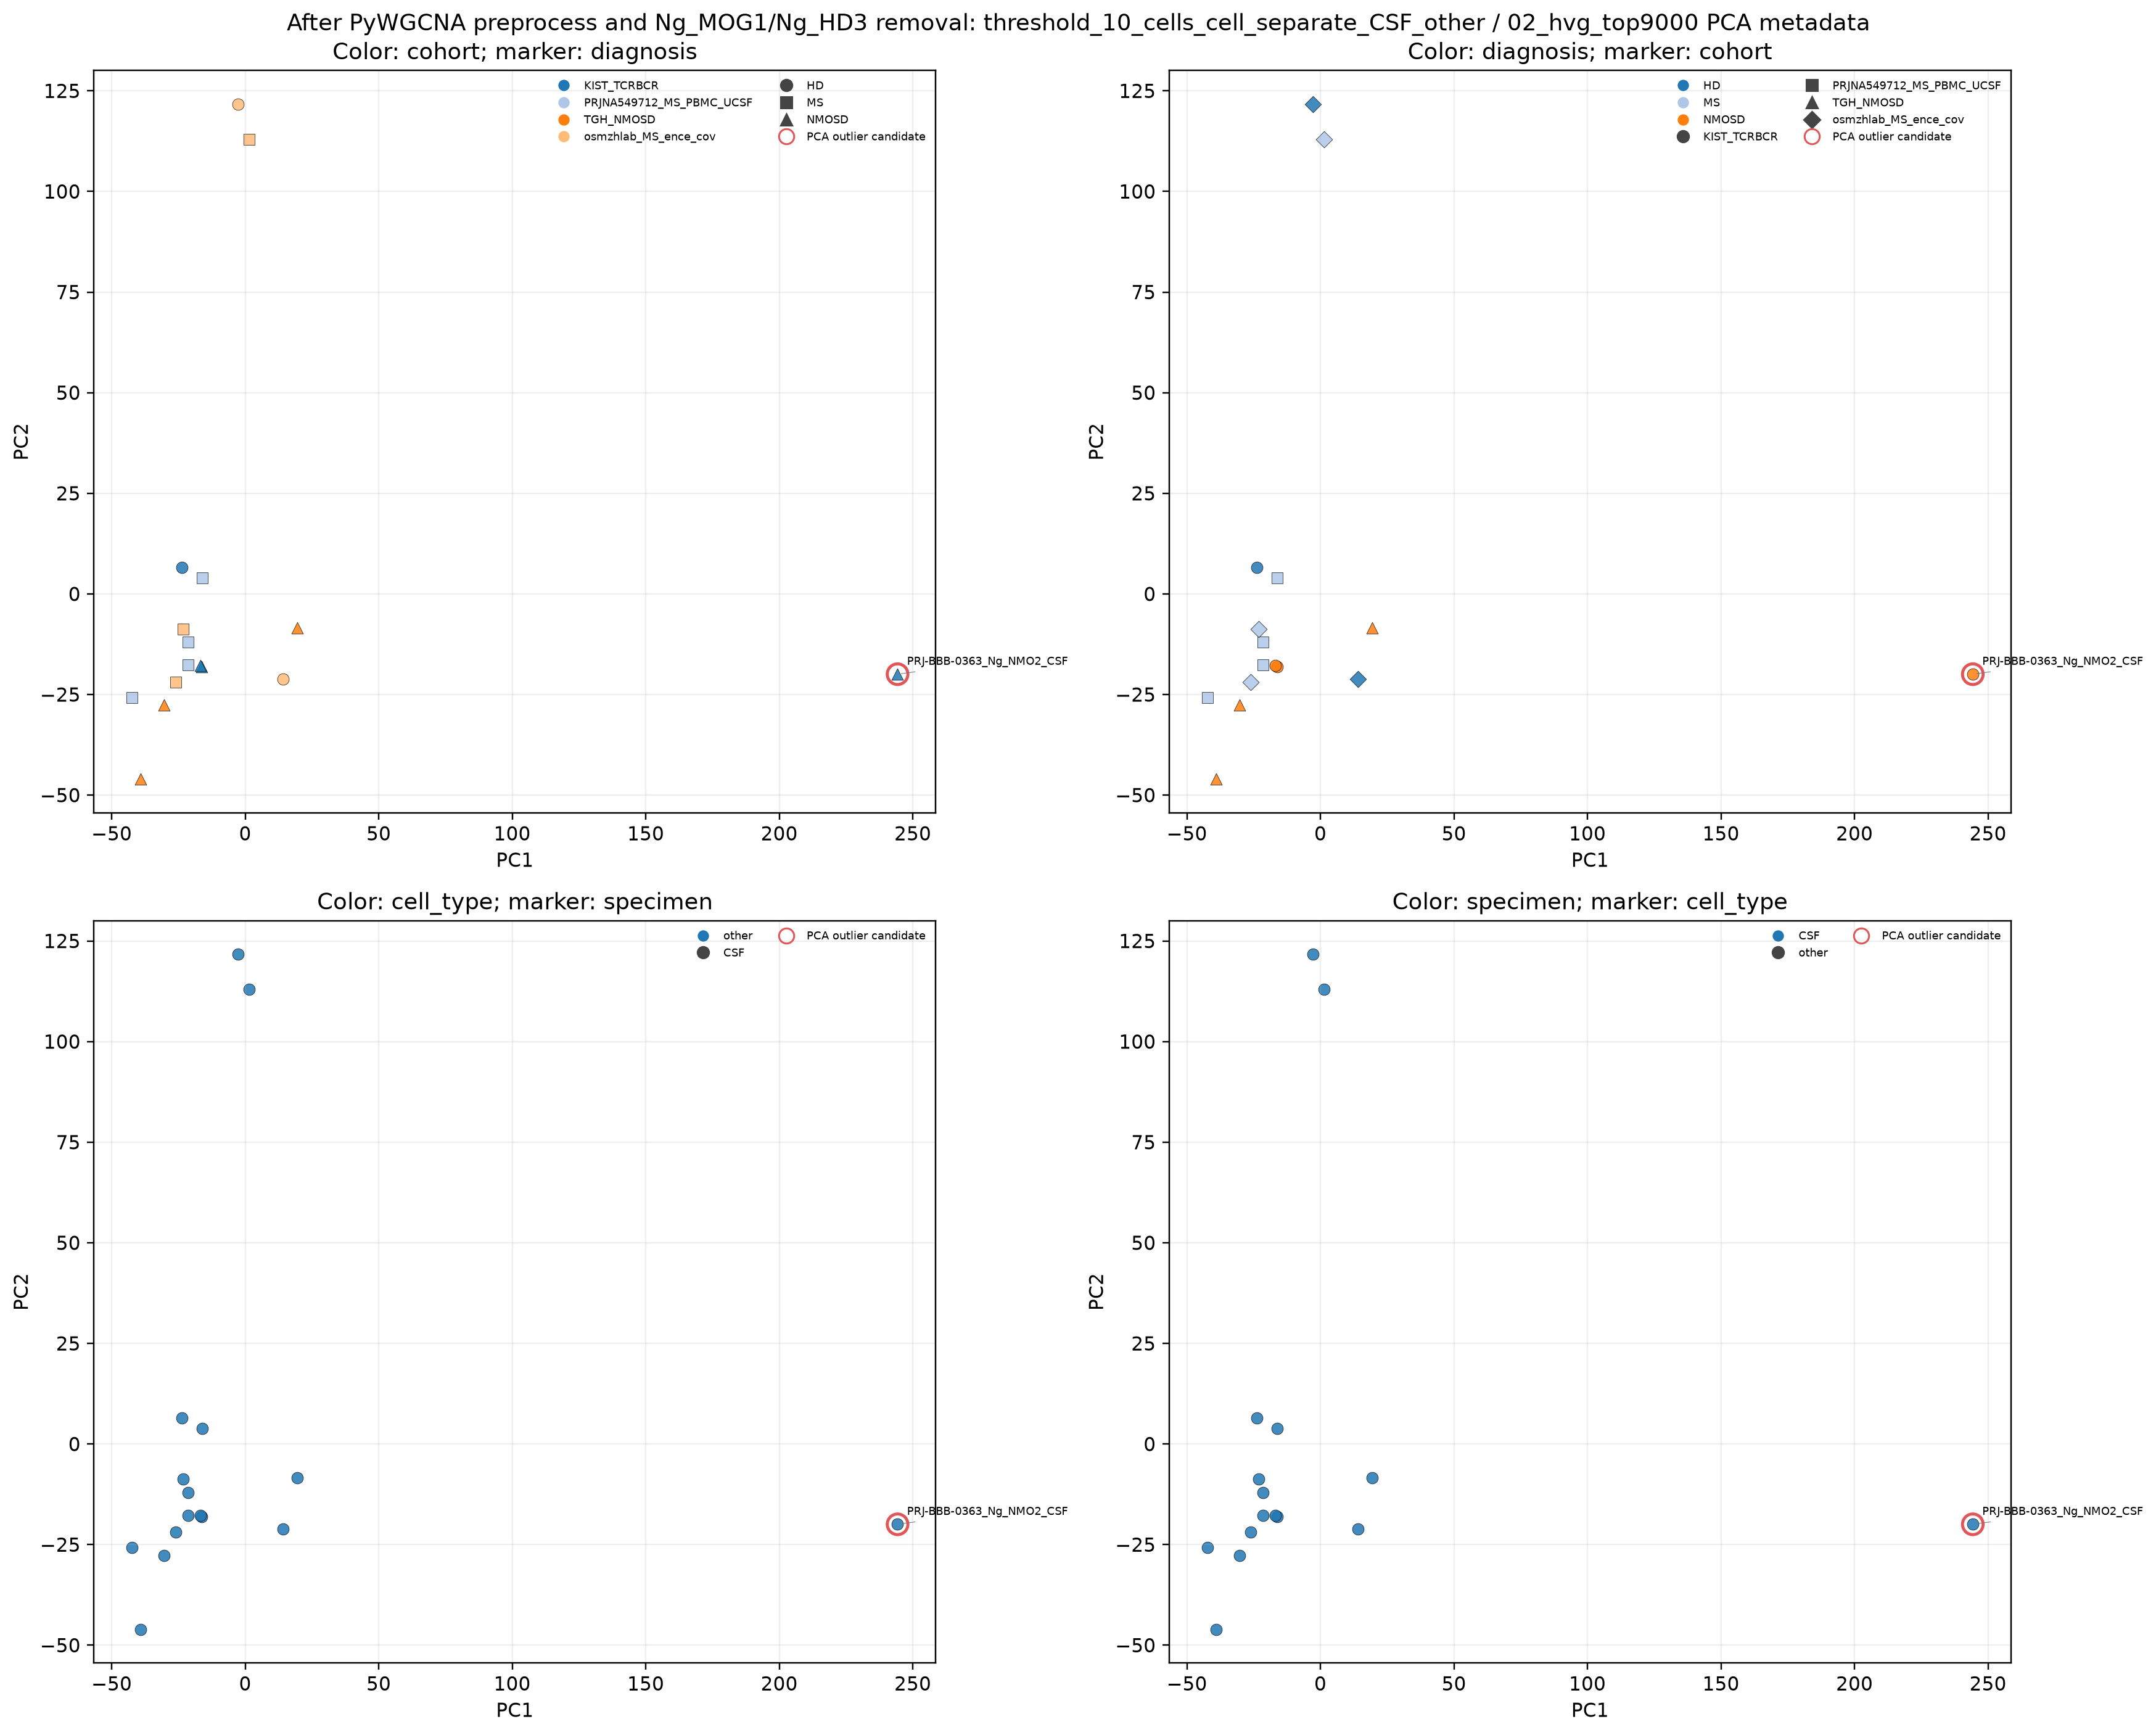 After PyWGCNA preprocess and Ng_MOG1/Ng_HD3 removal: threshold_10_cells_cell_separate_CSF_other / 02_hvg_top9000 PCA metadata
Color: cohort; marker: diagnosis
KIST_TCRBCR
PRJNA549712_MS_PBMC_UCSF
TGH_NMOSD
osmzhlab_MS_ence_cov
HD
MS
NMOSD
PCA outlier candidate
125
100
75
50
25
0
−25
−50
PC2
PRJ-BBB-0363_Ng_NMO2_CSF
−50 0 50 100 150 200 250
PC1
Color: diagnosis; marker: cohort
HD
MS
NMOSD
KIST_TCRBCR
PRJNA549712_MS_PBMC_UCSF
TGH_NMOSD
osmzhlab_MS_ence_cov
PCA outlier candidate
125
100
75
50
25
0
−25
−50
PC2
PRJ-BBB-0363_Ng_NMO2_CSF
−50 0 50 100 150 200 250
PC1
Color: cell_type; marker: specimen
other
CSF
PCA outlier candidate
125
100
75
50
25
0
−25
−50
PC2
PRJ-BBB-0363_Ng_NMO2_CSF
−50 0 50 100 150 200 250
PC1
Color: specimen; marker: cell_type
CSF
other
PCA outlier candidate
125
100
75
50
25
0
−25
−50
PC2
PRJ-BBB-0363_Ng_NMO2_CSF
−50 0 50 100 150 200 250
PC1